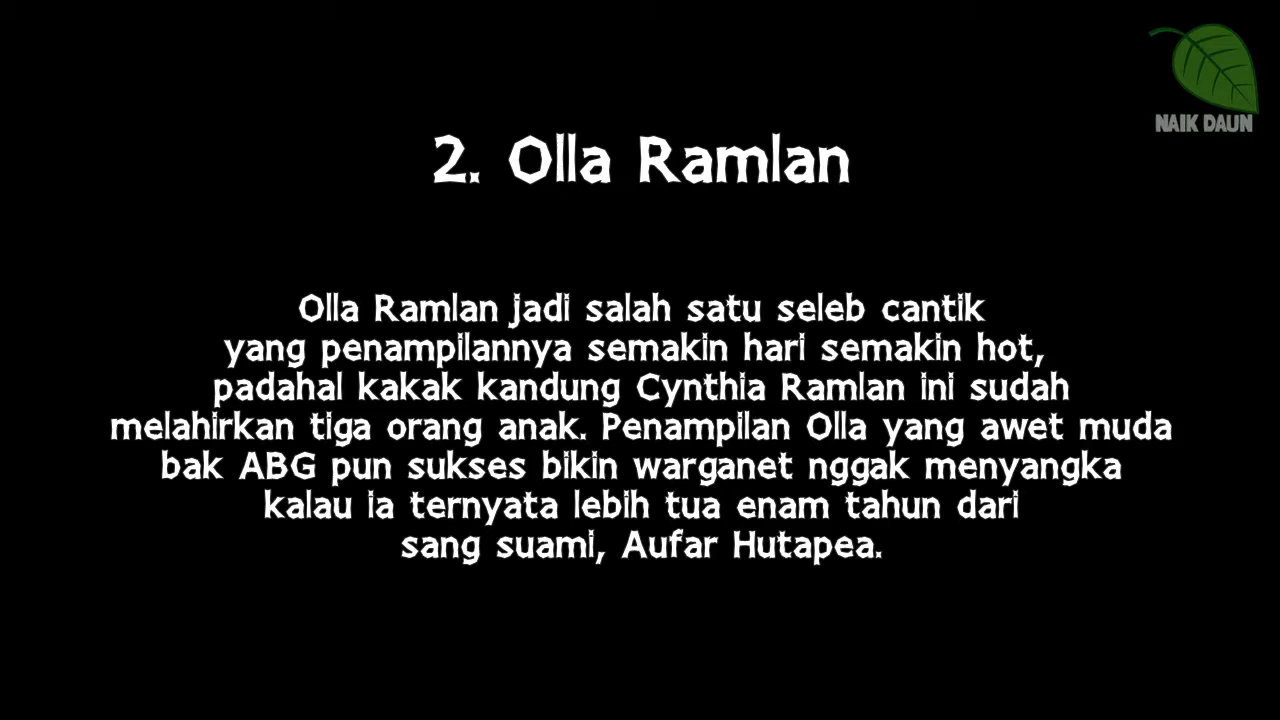 NAIK DAUN
2. Olla Ramlan
Olla Ramlan jadi salah satu seleb cantik
yang penampilannya semakin hari semakin hot,
padahal kakak kandung Cynthia Ramlan ini sudah
melahirkan tiga orang anak. Penampilan Olla yang awet muda
bak ABG pun sukses bikin warganet nggak menyangka
kalau ia ternyata lebih tua enam tahun dari
sang suami, Aufar Hutapea.